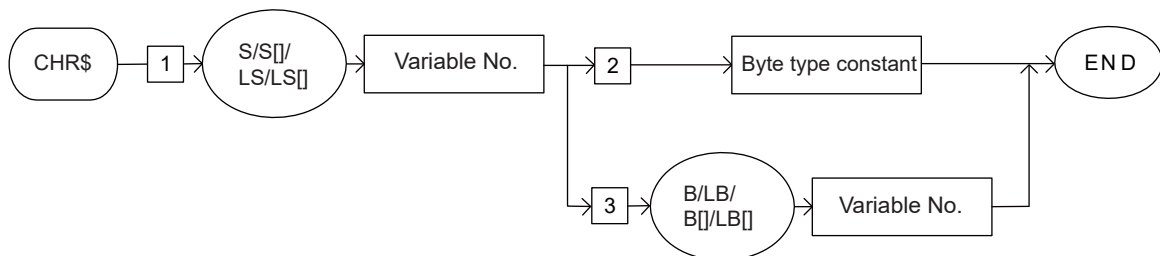 CHR$
1
S/S[]/
LS/LS[]
Variable No.
2
Byte type constant
END
3
B/LB/
B[]/LB[]
Variable No.